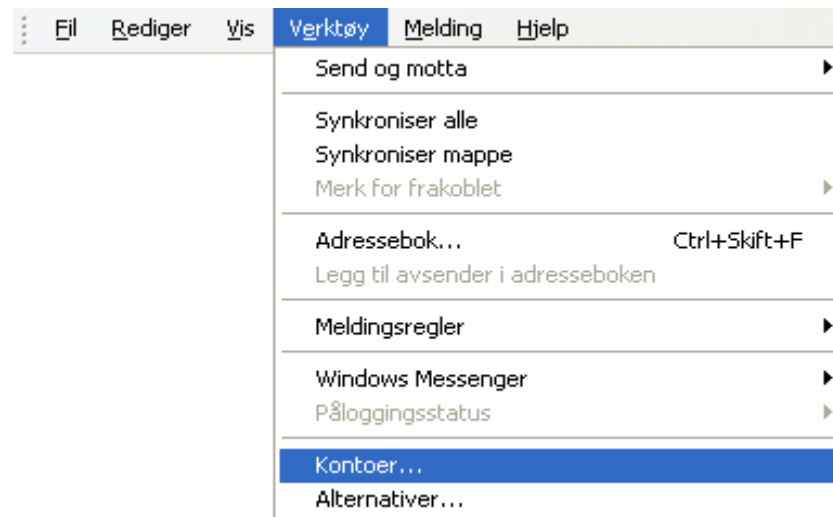 Fil Rediger Vis Verktøy Melding Hjelp
Send og motta
Synkroniser alle
Synkroniser mappe
Merk for frakoblet
Adressebok... Ctrl+Skift+F
Legg til avsender i adresseboken
Meldingsregler
Windows Messenger
Påloggingsstatus
Kontoer...
Alternativer...